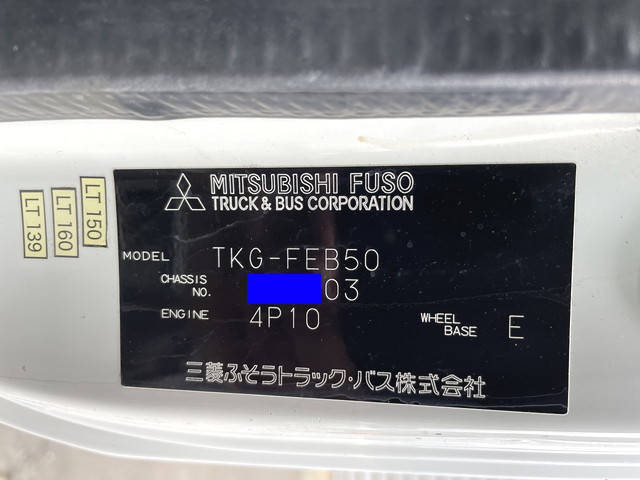 MITSUBISHI FUSO
TRUCK & BUS CORPORATION
MODEL TKG-FEB50
CHASSIS NO. 03
ENGINE 4P10 WHEEL BASE E
三菱ふそうトラック・バス株式会社
LT 150
LT 160
LT 139